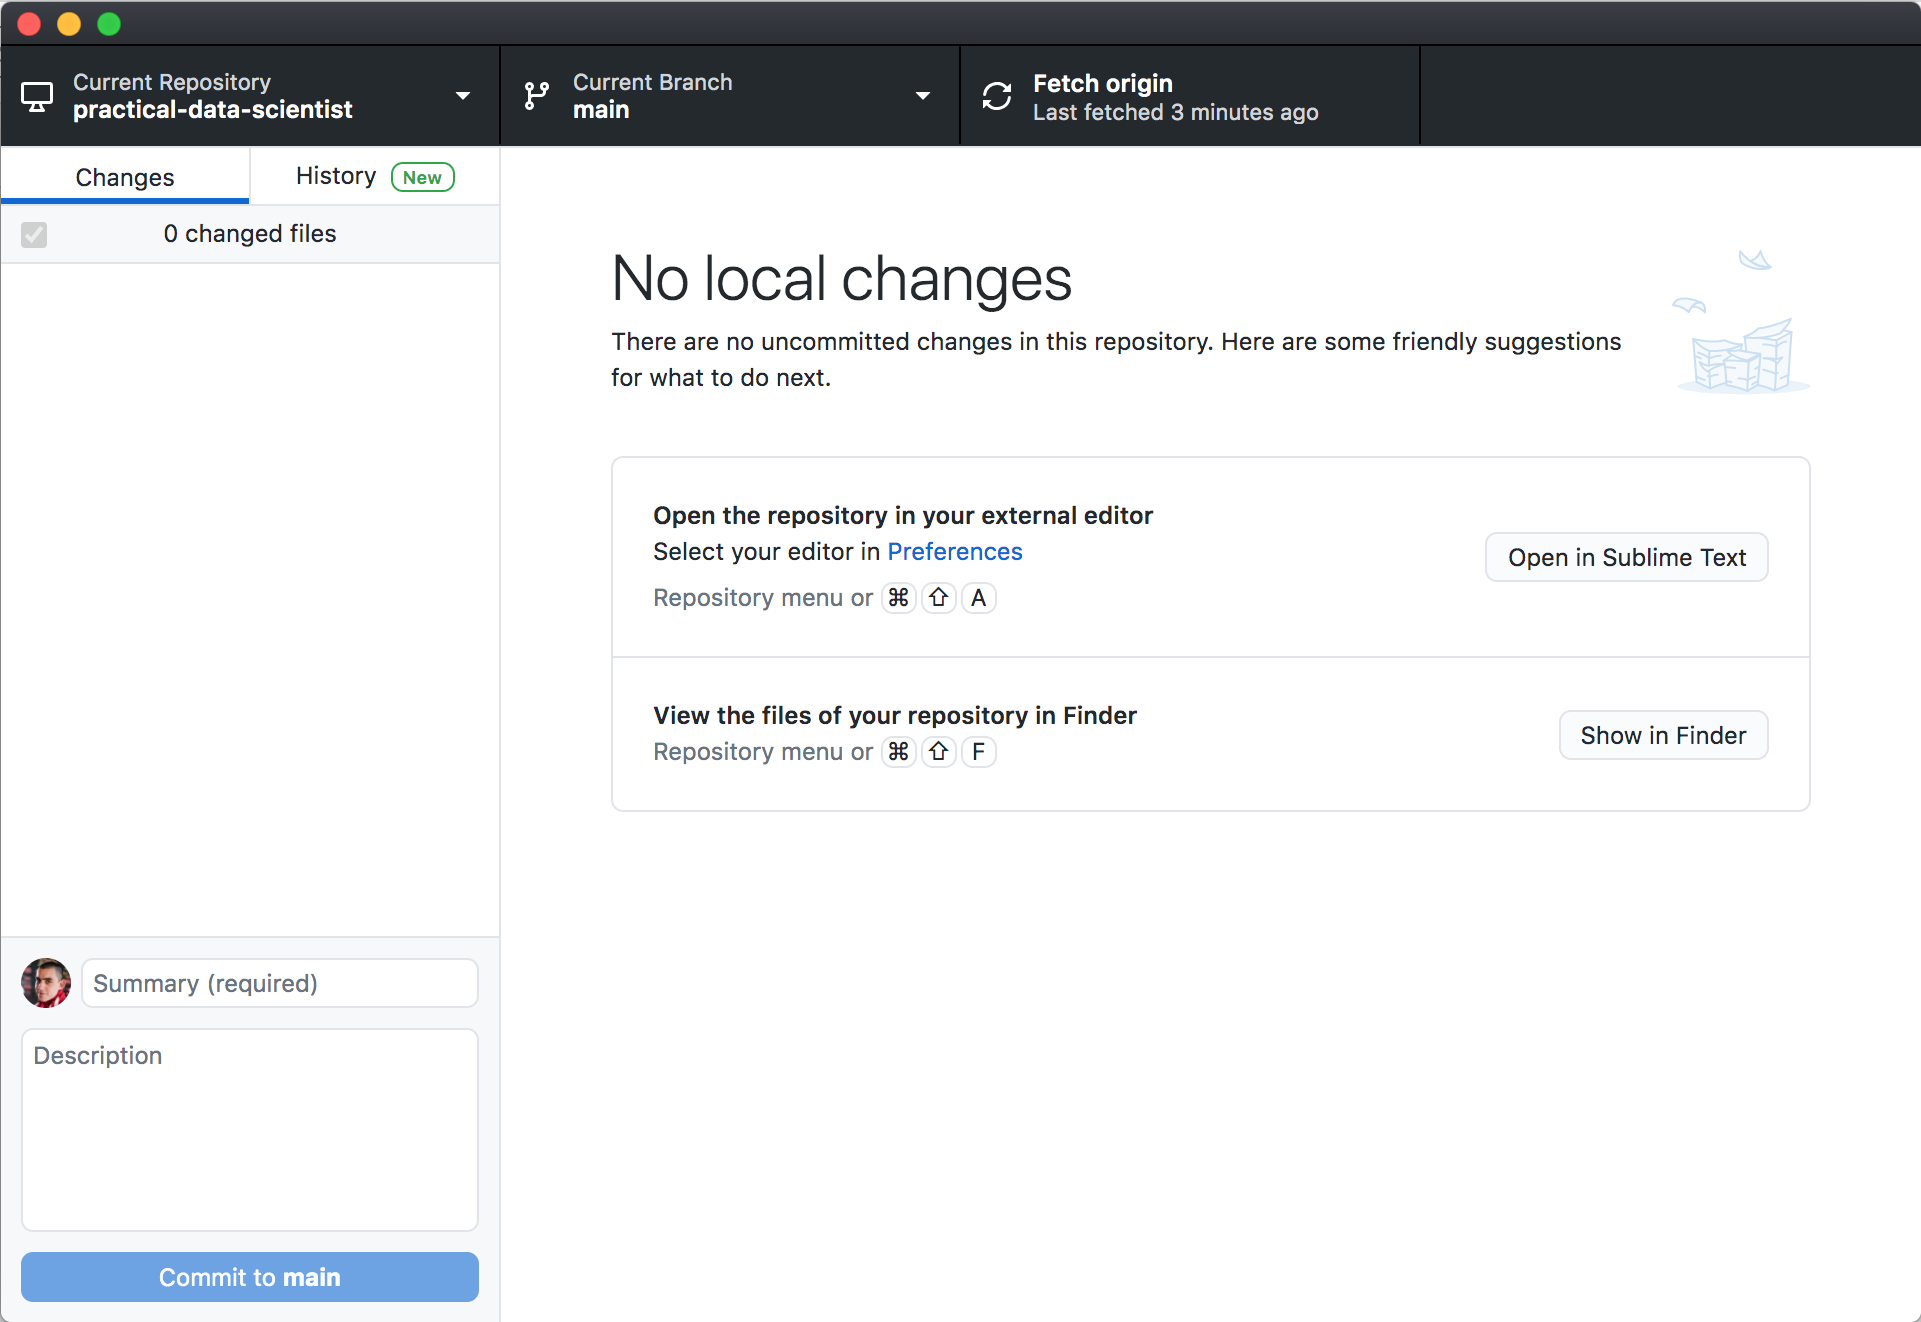 Current Repository
practical-data-scientist
Current Branch
main
Fetch origin
Last fetched 3 minutes ago
Changes
History New
0 changed files
No local changes
There are no uncommitted changes in this repository. Here are some friendly suggestions
for what to do next.
Open the repository in your external editor
Select your editor in Preferences
Repository menu or ⌘ ⇧ A
Open in Sublime Text
View the files of your repository in Finder
Repository menu or ⌘ ⇧ F
Show in Finder
Summary (required)
Description
Commit to main